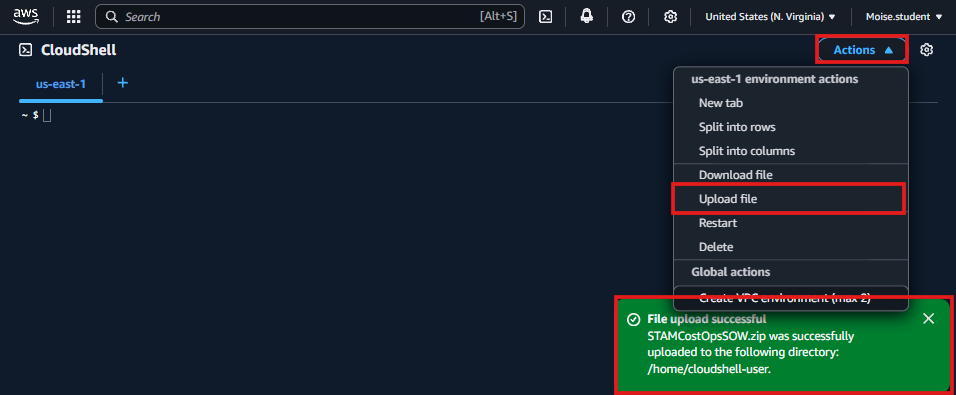 aws
Search [Alt+S]
United States (N. Virginia) ▼
Moise.student ▼
CloudShell
Actions ▲
us-east-1 +
~ $
us-east-1 environment actions
New tab
Split into rows
Split into columns
Download file
Upload file
Restart
Delete
Global actions
Create VPC environment (max 2)
File upload successful
STAMCostOpsSOW.zip was successfully
uploaded to the following directory:
/home/cloudshell-user.